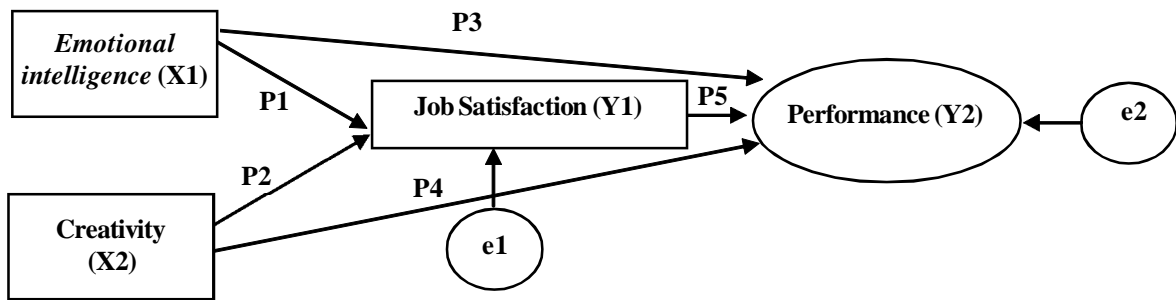 P3
Emotional
intelligence (X1)
P1
Job Satisfaction (Y1)
P5
Performance (Y2)
e2
P2
P4
Creativity
(X2)
e1